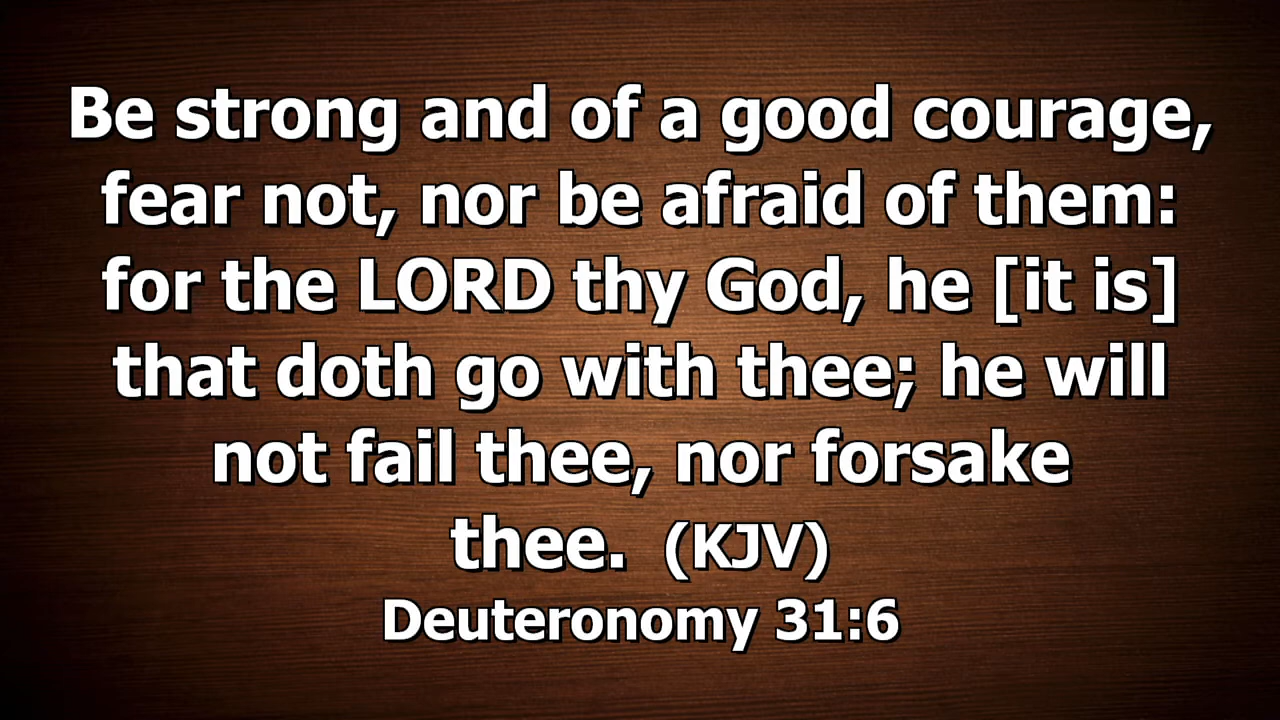 Be strong and of a good courage,
fear not, nor be afraid of them:
for the LORD thy God, he [it is]
that doth go with thee; he will
not fail thee, nor forsake
thee. (KJV)
Deuteronomy 31:6